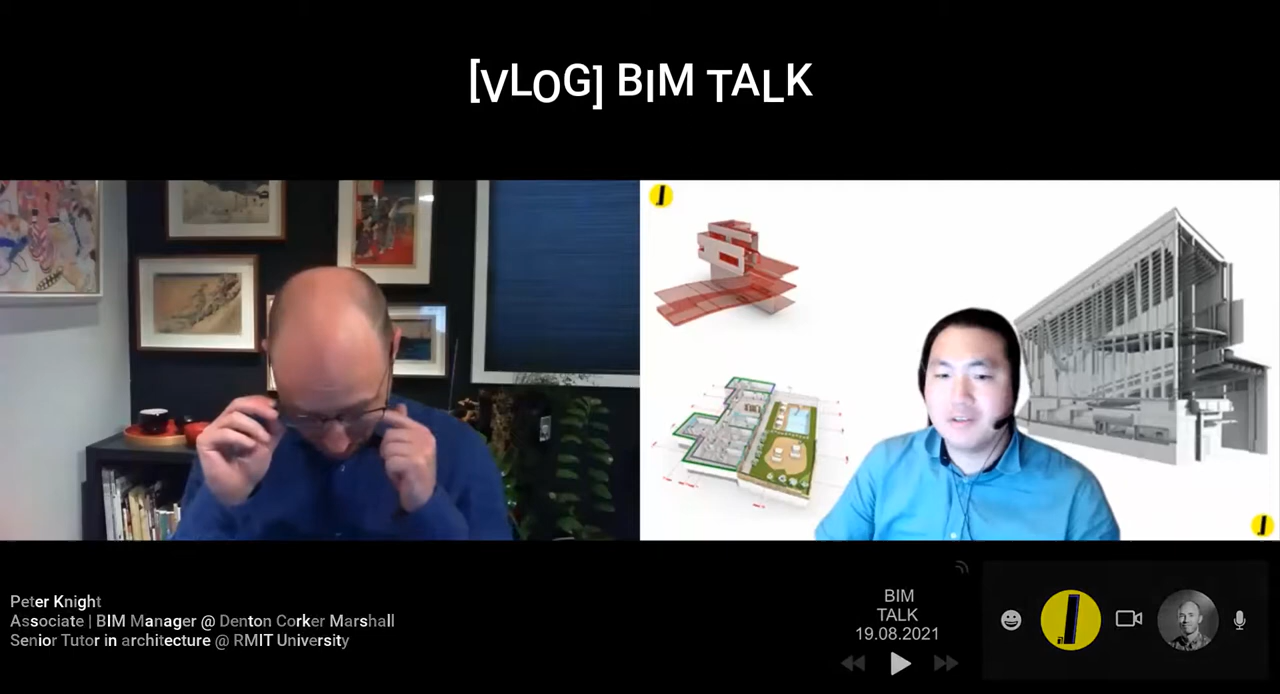 [VLOG] BIM TALK
Peter Knight
Associate | BIM Manager @ Denton Corker Marshall
Senior Tutor in architecture @ RMIT University
BIM
TALK
19.08.2021